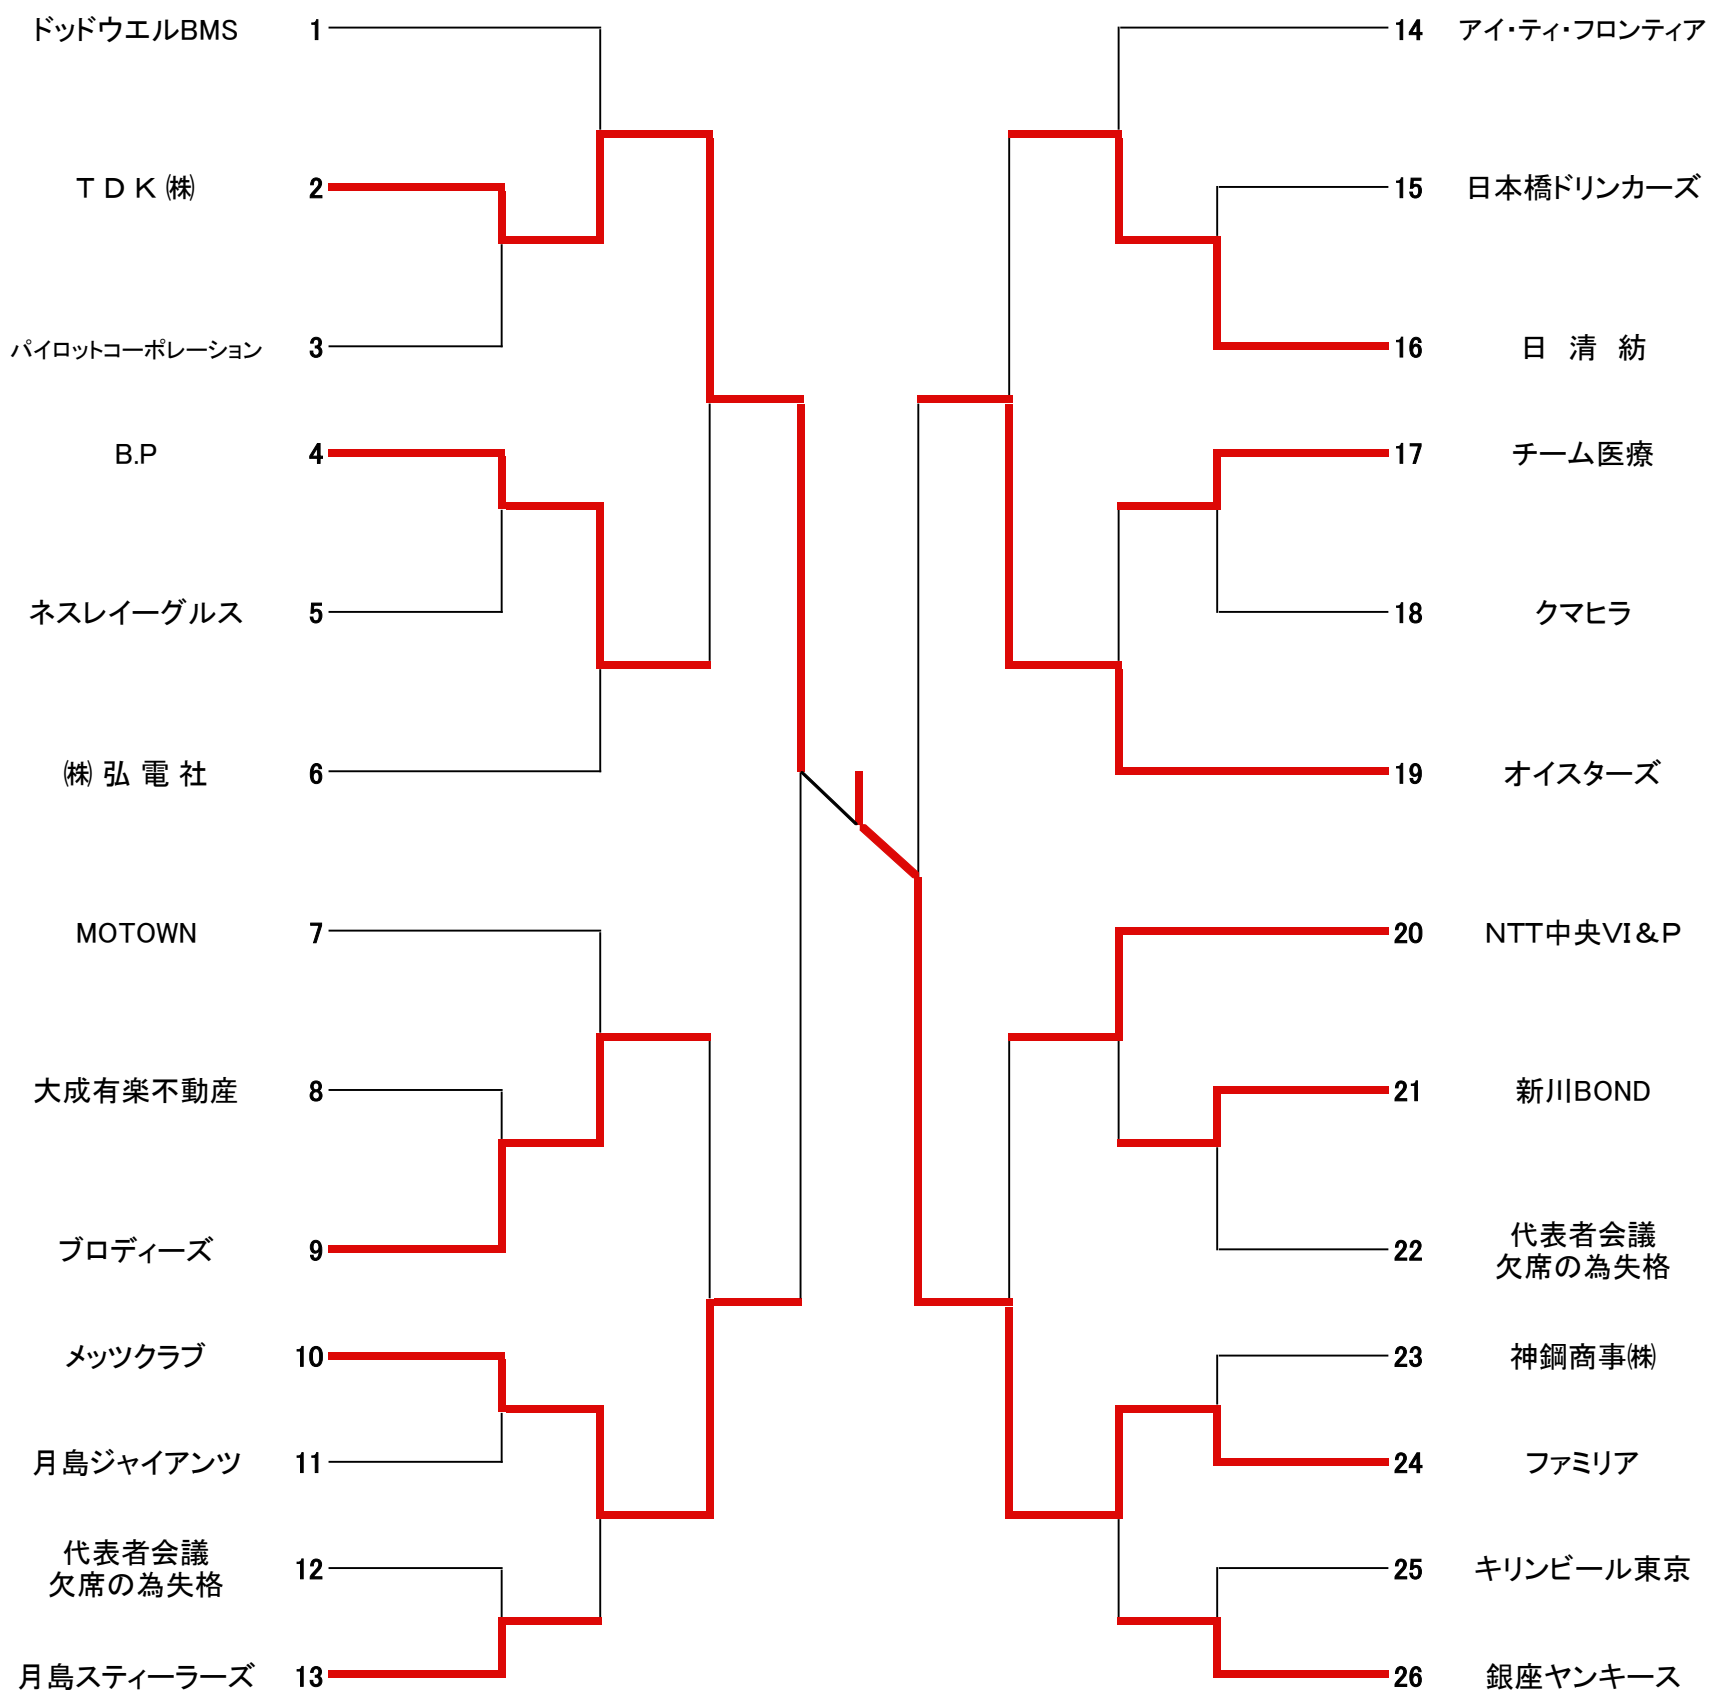 ドッドウエルBMS 1
ＴＤＫ㈱ 2
パイロットコーポレーション 3
B.P 4
ネスレイーグルス 5
㈱弘電社 6
MOTOWN 7
大成有楽不動産 8
ブロディーズ 9
メッツクラブ 10
月島ジャイアンツ 11
代表者会議
欠席の為失格 12
月島スティーラーズ 13
14 アイ・ティ・フロンティア
15 日本橋ドリンカーズ
16 日清紡
17 チーム医療
18 クマヒラ
19 オイスターズ
20 NTT中央ＶＩ＆Ｐ
21 新川BOND
22 代表者会議
欠席の為失格
23 神鋼商事㈱
24 ファミリア
25 キリンビール東京
26 銀座ヤンキース